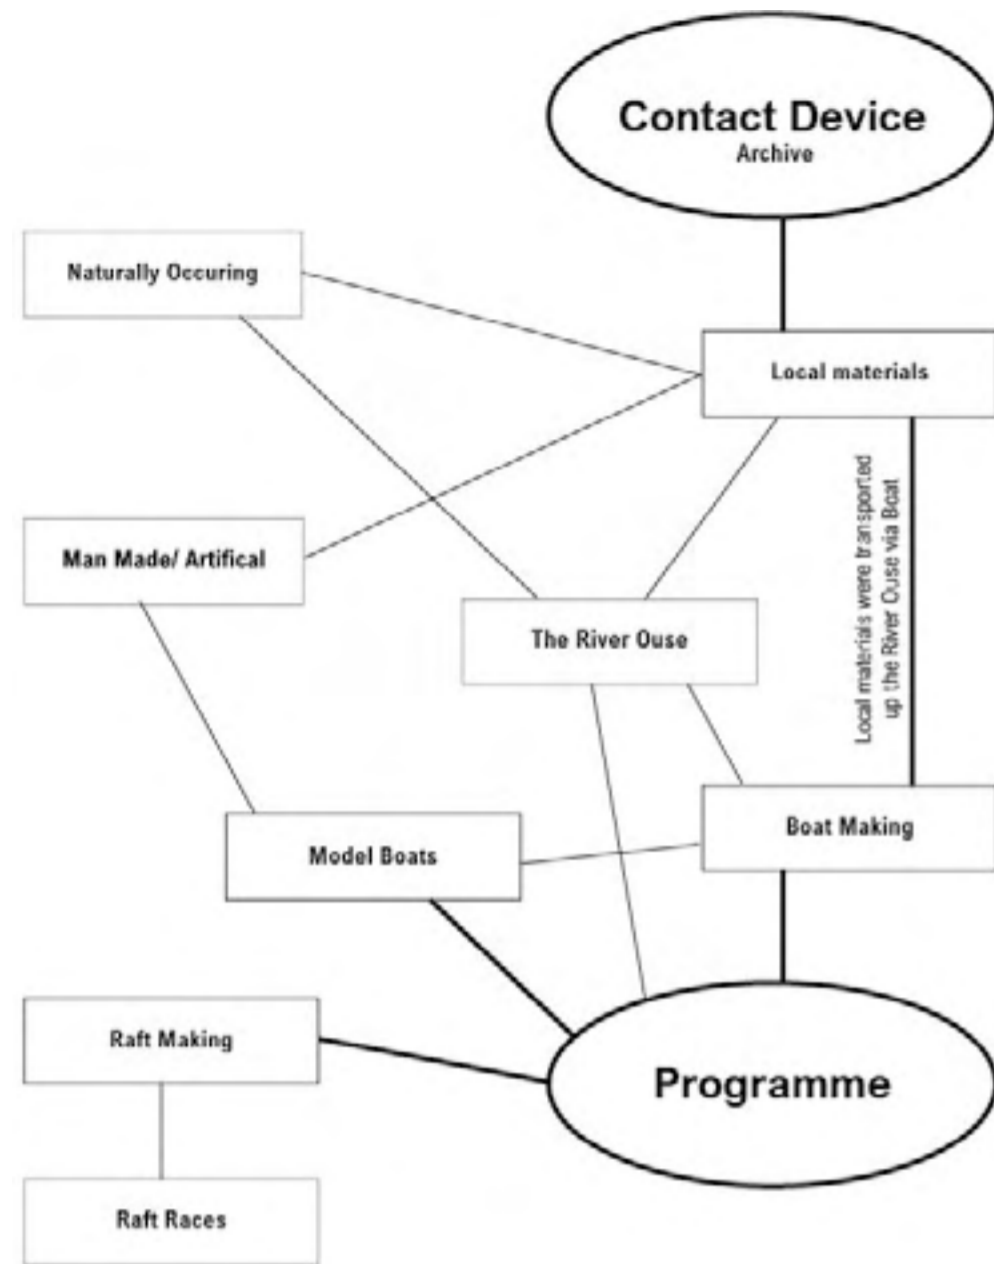 Contact Device
Archive
Naturally Occuring
Local materials
Local materials were transported
up the River Ouse via Boat
Man Made/ Artifical
The River Ouse
Boat Making
Model Boats
Raft Making
Programme
Raft Races